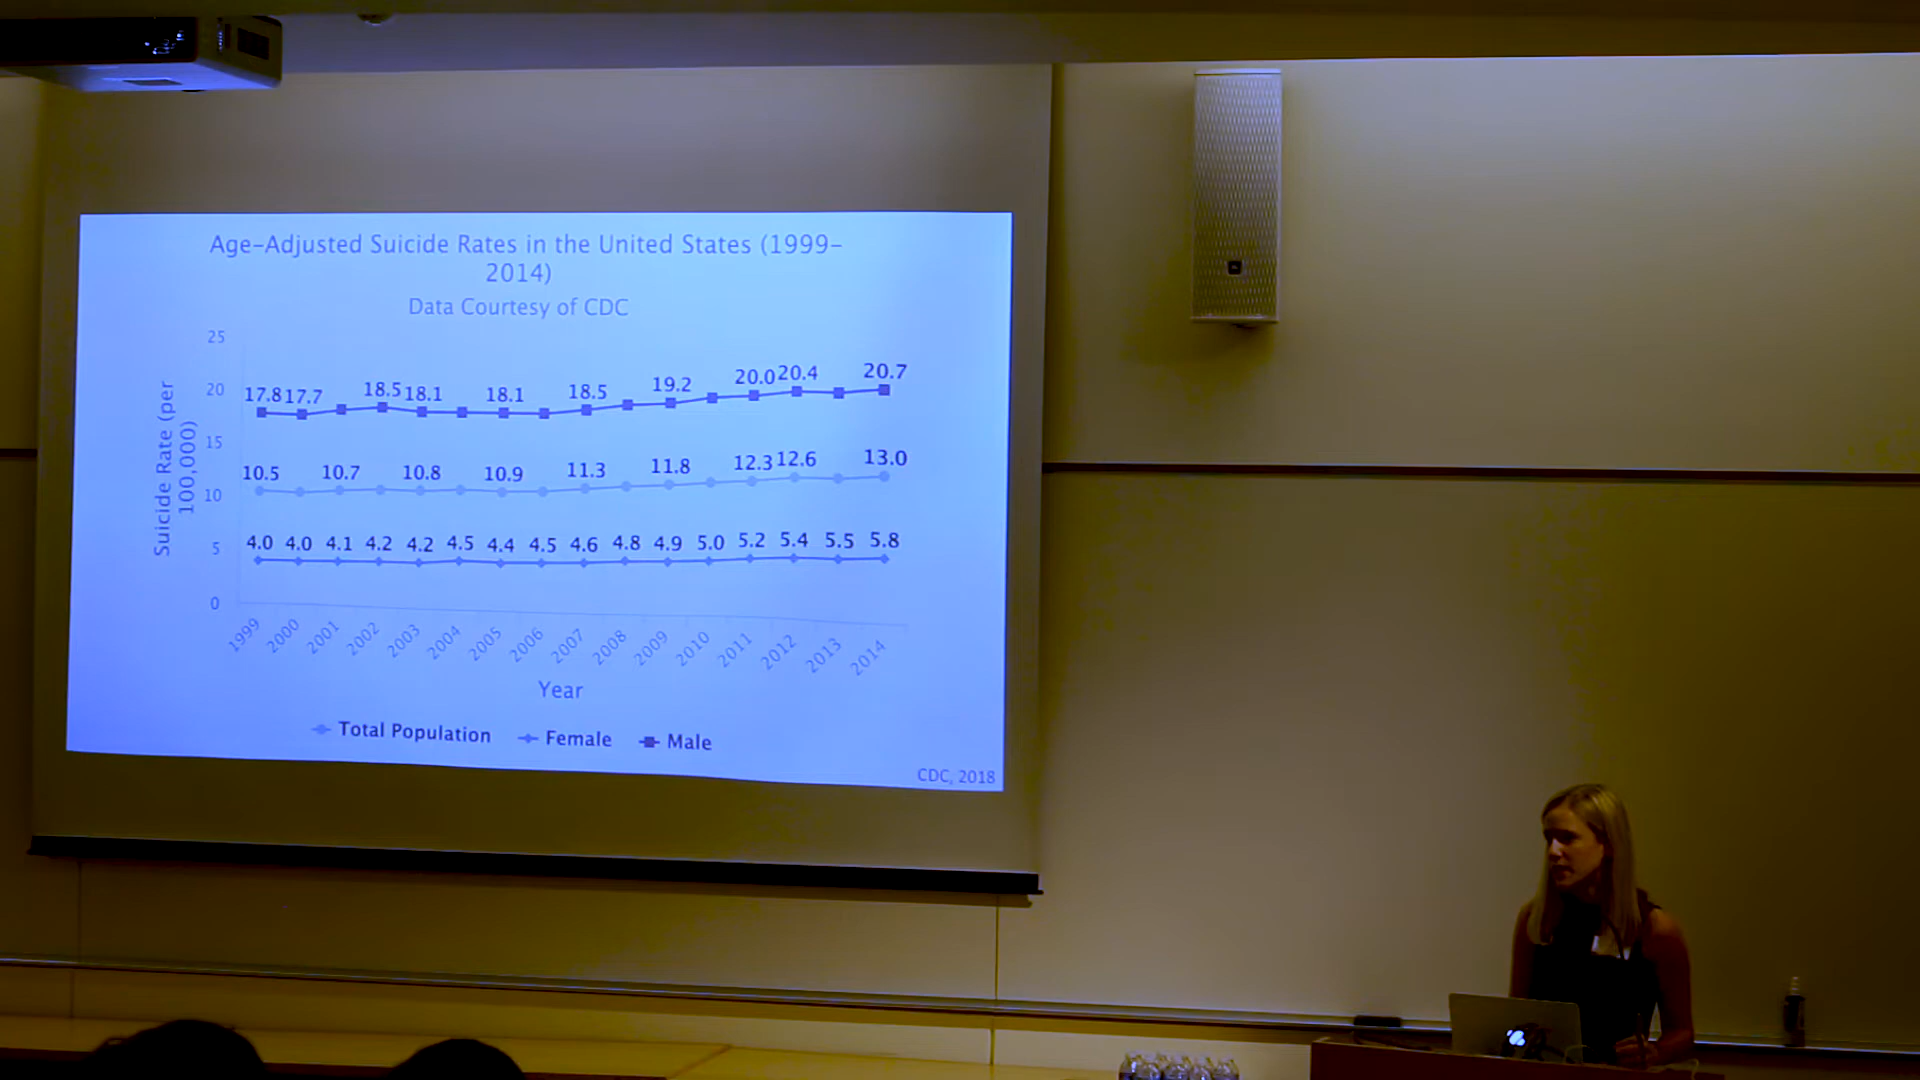 Age-Adjusted Suicide Rates in the United States (1999-
2014)
Data Courtesy of CDC
Suicide Rate (per
100,000)
25
20
15
10
5
0
17.8 17.7 18.5 18.1 18.1 18.5 19.2 20.0 20.4 20.7
10.5 10.7 10.8 10.9 11.3 11.8 12.3 12.6 13.0
4.0 4.0 4.1 4.2 4.2 4.5 4.4 4.5 4.6 4.8 4.9 5.0 5.2 5.4 5.5 5.8
1999 2000 2001 2002 2003 2004 2005 2006 2007 2008 2009 2010 2011 2012 2013 2014
Year
Total Population Female Male
CDC, 2018